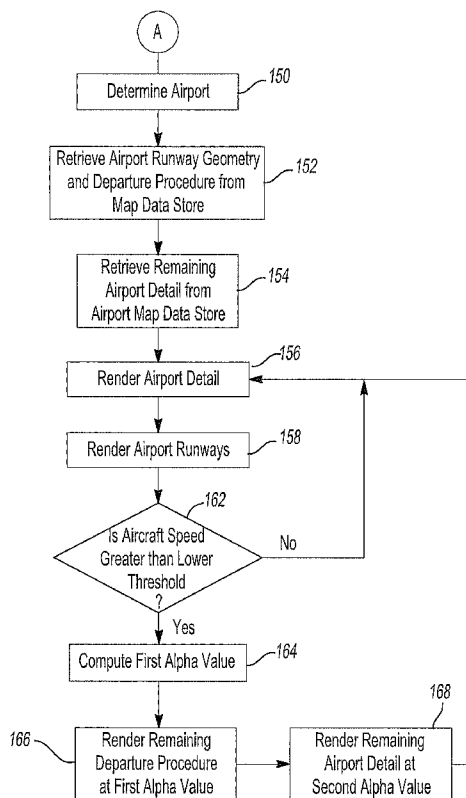 A
Determine Airport
150
Retrieve Airport Runway Geometry
and Departure Procedure from
Map Data Store
152
Retrieve Remaining
Airport Detail from
Airport Map Data Store
154
156
Render Airport Detail
Render Airport Runways
158
162
Is Aircraft Speed
Greater than Lower
Threshold
?
No
Yes
Compute First Alpha Value
164
166
Render Remaining
Departure Procedure
at First Alpha Value
168
Render Remaining
Airport Detail at
Second Alpha Value